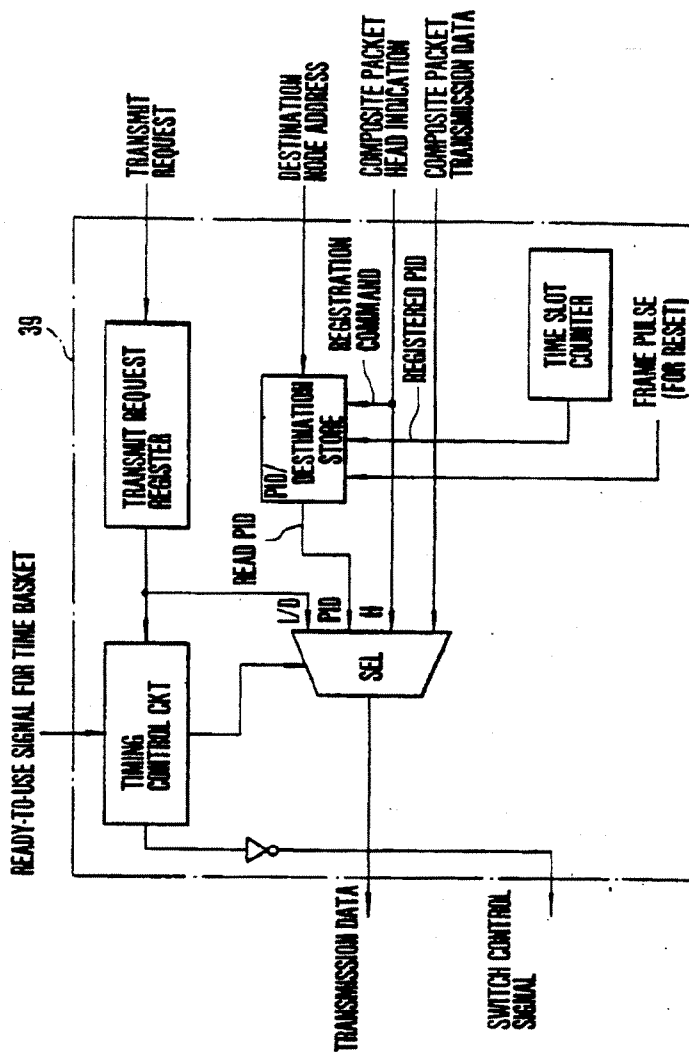 39
TRANSMIT
REQUEST
DESTINATION
NODE ADDRESS
COMPOSITE PACKET
HEAD INDICATION
COMPOSITE PACKET
TRANSMISSION DATA
TRANSMIT REQUEST
REGISTER
REGISTRATION
COMMAND
REGISTERED PID
TIME SLOT
COUNTER
FRAME PULSE
(FOR RESET)
PID/
DESTINATION
STORE
READ PID
READY-TO-USE SIGNAL FOR TIME BASKET
TIMING
CONTROL CKT
I/O
PID
H
SEL
TRANSMISSION DATA
SWITCH CONTROL
SIGNAL